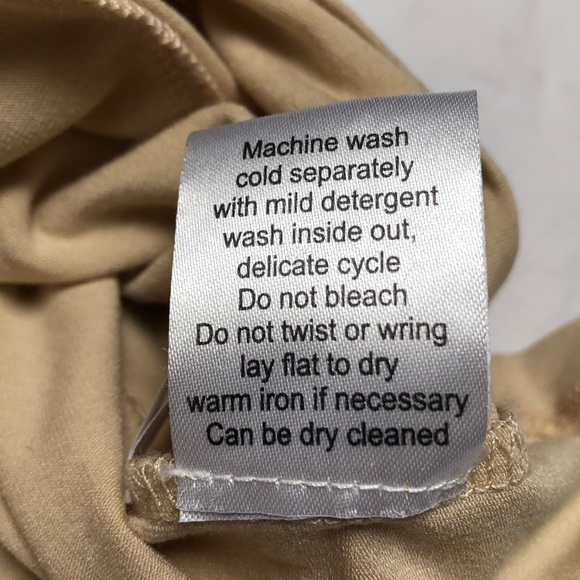 Machine wash
cold separately
with mild detergent
wash inside out,
delicate cycle
Do not bleach
Do not twist or wring
lay flat to dry
warm iron if necessary
Can be dry cleaned